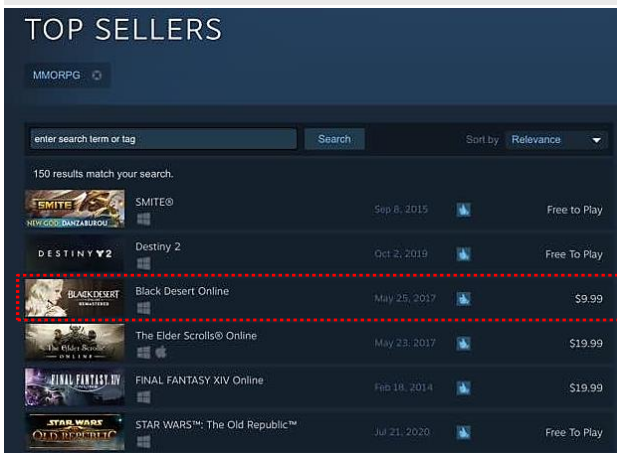 TOP SELLERS
MMORPG
enter search term or tag Search Sort by Relevance
150 results match your search.
SMITE
NEW GOD: DANZABUROU
SMITE® Sep 8, 2015 Free to Play
DESTINY 2
Destiny 2 Oct 2, 2019 Free To Play
BLACK DESERT
REMASTERED
Black Desert Online May 25, 2017 $9.99
The Elder Scrolls
ONLINE
The Elder Scrolls® Online May 23, 2017 $19.99
FINAL FANTASY XIV
FINAL FANTASY XIV Online Feb 18, 2014 $19.99
STAR WARS
OLD REPUBLIC
STAR WARS™: The Old Republic™ Jul 21, 2020 Free To Play